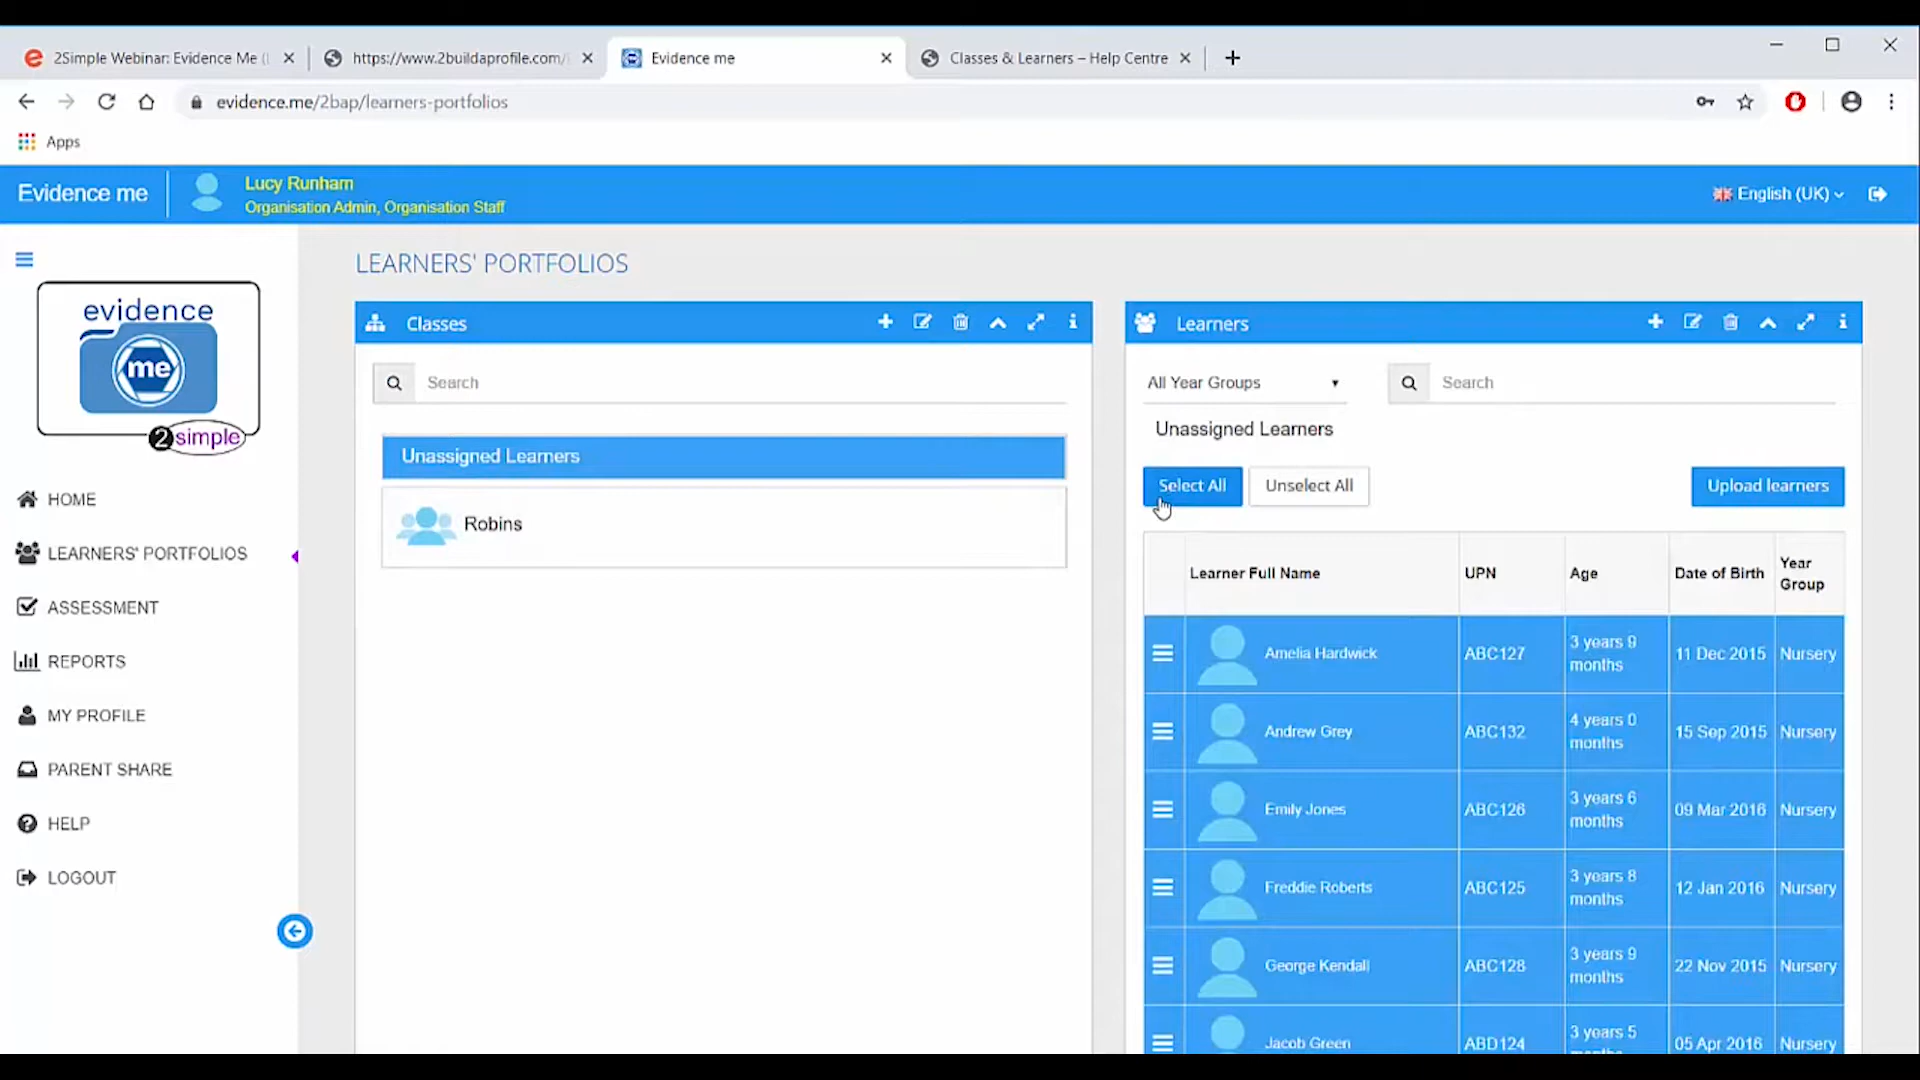 2Simple Webinar: Evidence Me (
https://www.2buildaprofile.com/
Evidence me
Classes & Learners – Help Centre
evidence.me/2bap/learners-portfolios
Apps
Evidence me
Lucy Runham
Organisation Admin, Organisation Staff
English (UK)
evidence
me
2simple
HOME
LEARNERS' PORTFOLIOS
ASSESSMENT
REPORTS
MY PROFILE
PARENT SHARE
HELP
LOGOUT
LEARNERS' PORTFOLIOS
Classes
Search
Unassigned Learners
Robins
Learners
All Year Groups
Search
Unassigned Learners
Select All
Unselect All
Upload learners
Learner Full Name UPN Age Date of Birth Year Group
Amelia Hardwick ABC127 3 years 9 months 11 Dec 2015 Nursery
Andrew Grey ABC132 4 years 0 months 15 Sep 2015 Nursery
Emily Jones ABC126 3 years 6 months 09 Mar 2016 Nursery
Freddie Roberts ABC125 3 years 8 months 12 Jan 2016 Nursery
George Kendall ABC128 3 years 9 months 22 Nov 2015 Nursery
Jacob Green ABD124 3 years 5 05 Apr 2016 Nursery